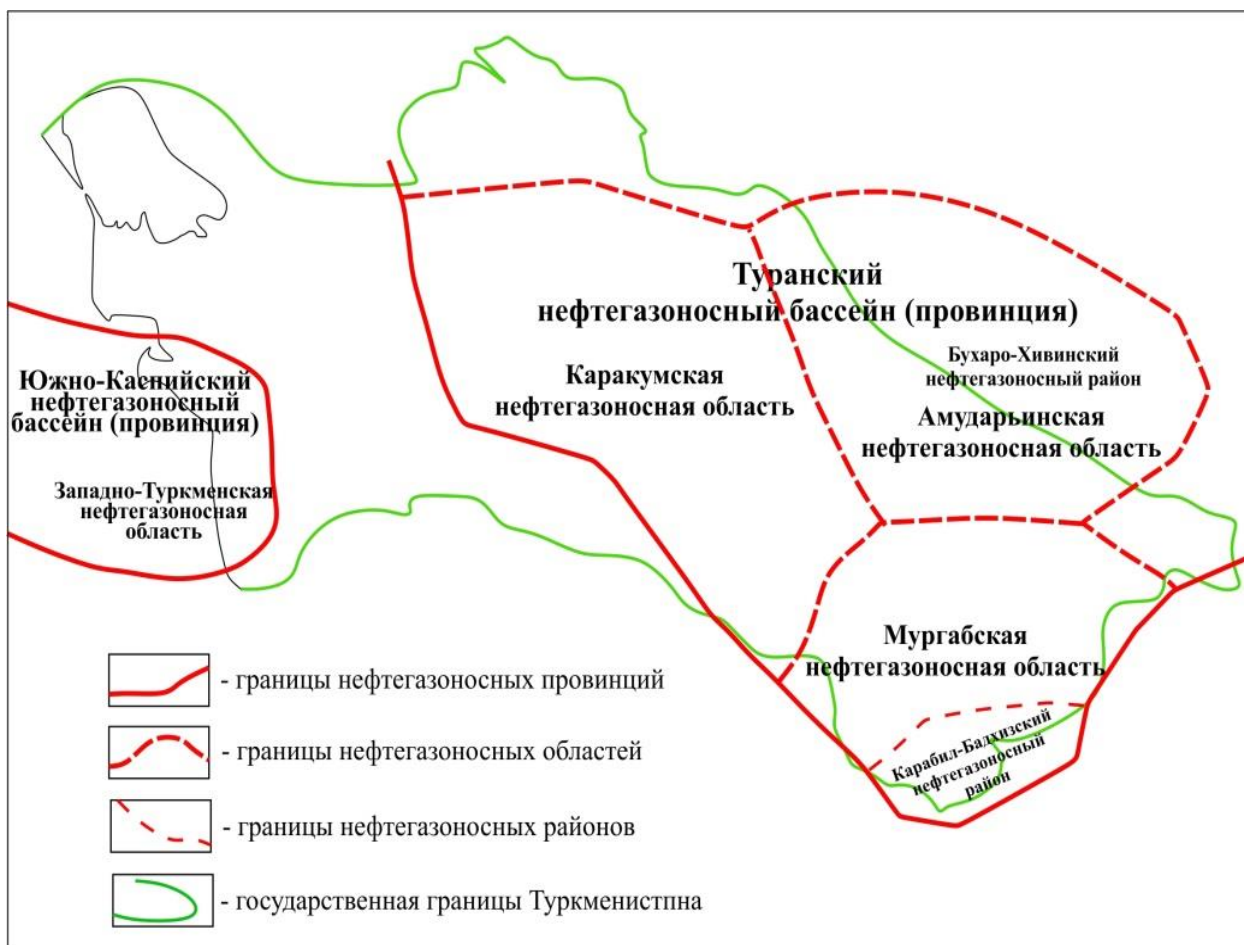 Туранский
нефтегазоносный бассейн (провинция)
Бухаро-Хивинский
нефтегазоносный район
Каракумская
нефтегазоносная область
Амударьинская
нефтегазоносная область
Южно-Каспийский
нефтегазоносный
бассейн (провинция)
Западно-Туркменская
нефтегазоносная
область
Мургабская
нефтегазоносная область
Карабил-Бадхизский
нефтегазоносный
район
- границы нефтегазоносных провинций
- границы нефтегазоносных областей
- границы нефтегазоносных районов
- государственная границы Туркменистпна